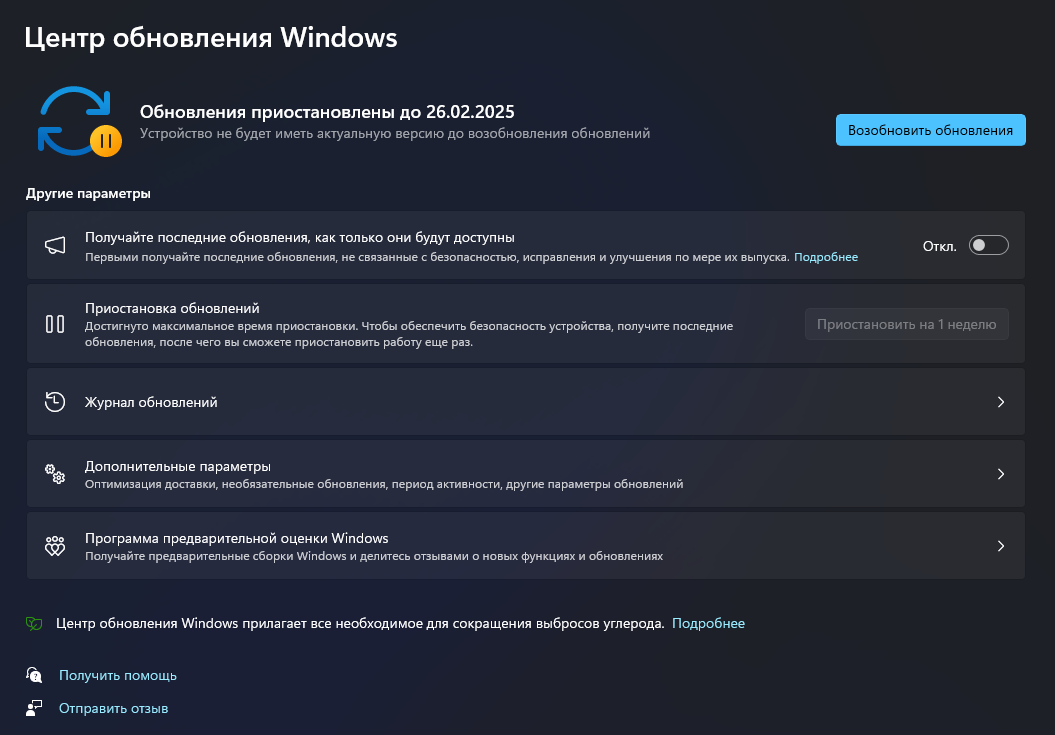 Центр обновления Windows
Обновления приостановлены до 26.02.2025
Устройство не будет иметь актуальную версию до возобновления обновлений
Возобновить обновления
Другие параметры
Получайте последние обновления, как только они будут доступны
Первыми получайте последние обновления, не связанные с безопасностью, исправления и улучшения по мере их выпуска. Подробнее
Откл.
Приостановка обновлений
Достигнуто максимальное время приостановки. Чтобы обеспечить безопасность устройства, получите последние
обновления, после чего вы сможете приостановить работу еще раз.
Приостановить на 1 неделю
Журнал обновлений
Дополнительные параметры
Оптимизация доставки, необязательные обновления, период активности, другие параметры обновлений
Программа предварительной оценки Windows
Получайте предварительные сборки Windows и делитесь отзывами о новых функциях и обновлениях
Центр обновления Windows прилагает все необходимое для сокращения выбросов углерода. Подробнее
Получить помощь
Отправить отзыв